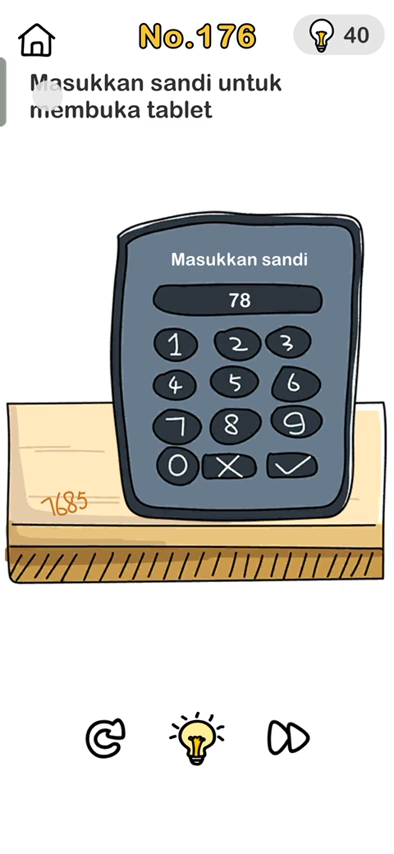 No.176
40
Masukkan sandi untuk
membuka tablet
Masukkan sandi
78
1 2 3
4 5 6
7 8 9
0 X ✓
7685